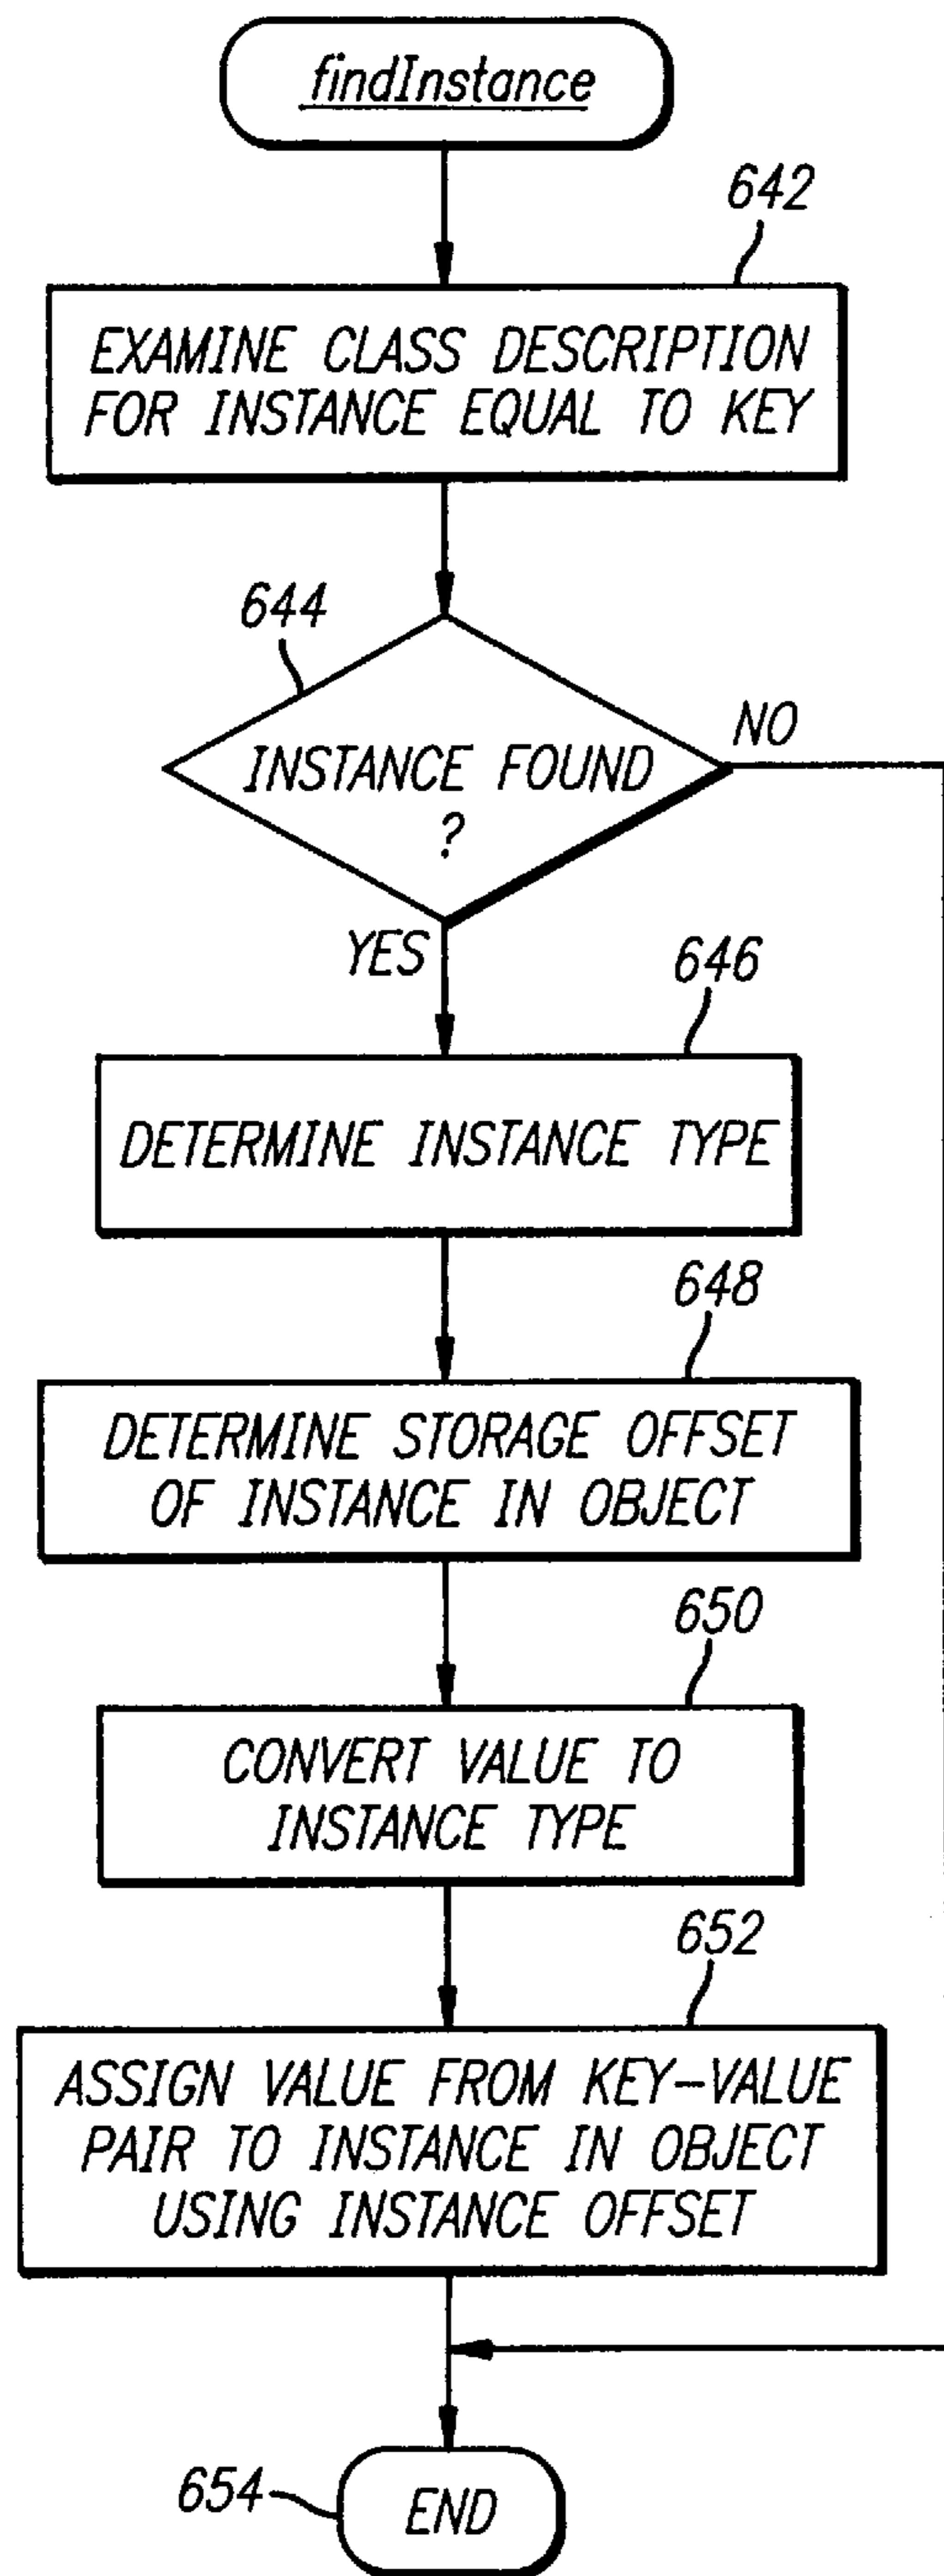 findInstance
642
EXAMINE CLASS DESCRIPTION
FOR INSTANCE EQUAL TO KEY
644
NO
INSTANCE FOUND
?
YES
646
DETERMINE INSTANCE TYPE
648
DETERMINE STORAGE OFFSET
OF INSTANCE IN OBJECT
650
CONVERT VALUE TO
INSTANCE TYPE
652
ASSIGN VALUE FROM KEY-VALUE
PAIR TO INSTANCE IN OBJECT
USING INSTANCE OFFSET
654
END